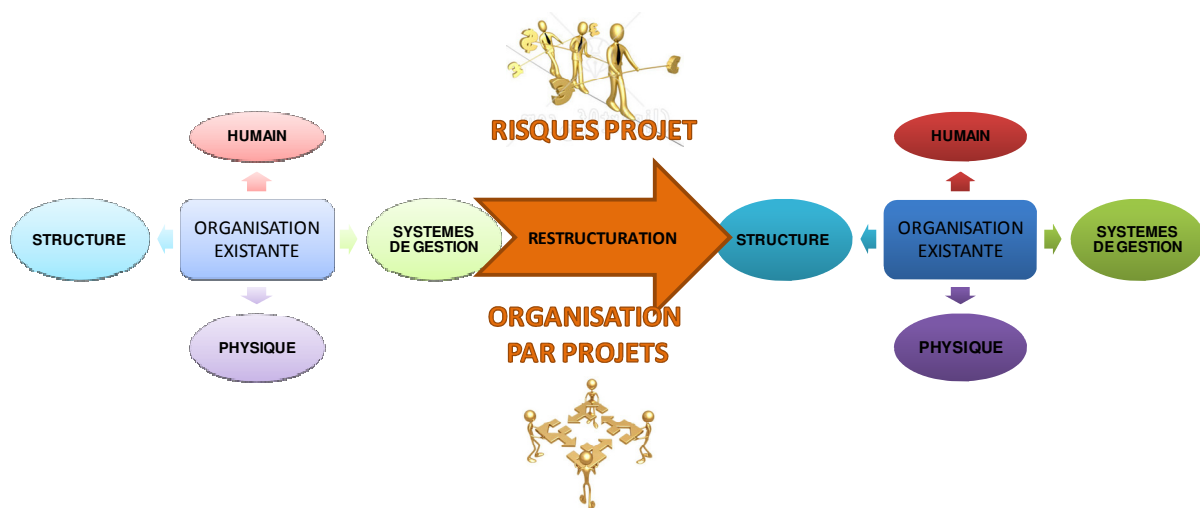 RISQUES PROJET
HUMAIN
STRUCTURE
ORGANISATION
EXISTANTE
SYSTEMES
DE GESTION
PHYSIQUE
RESTRUCTURATION
ORGANISATION
PAR PROJETS
HUMAIN
STRUCTURE
ORGANISATION
EXISTANTE
SYSTEMES
DE GESTION
PHYSIQUE